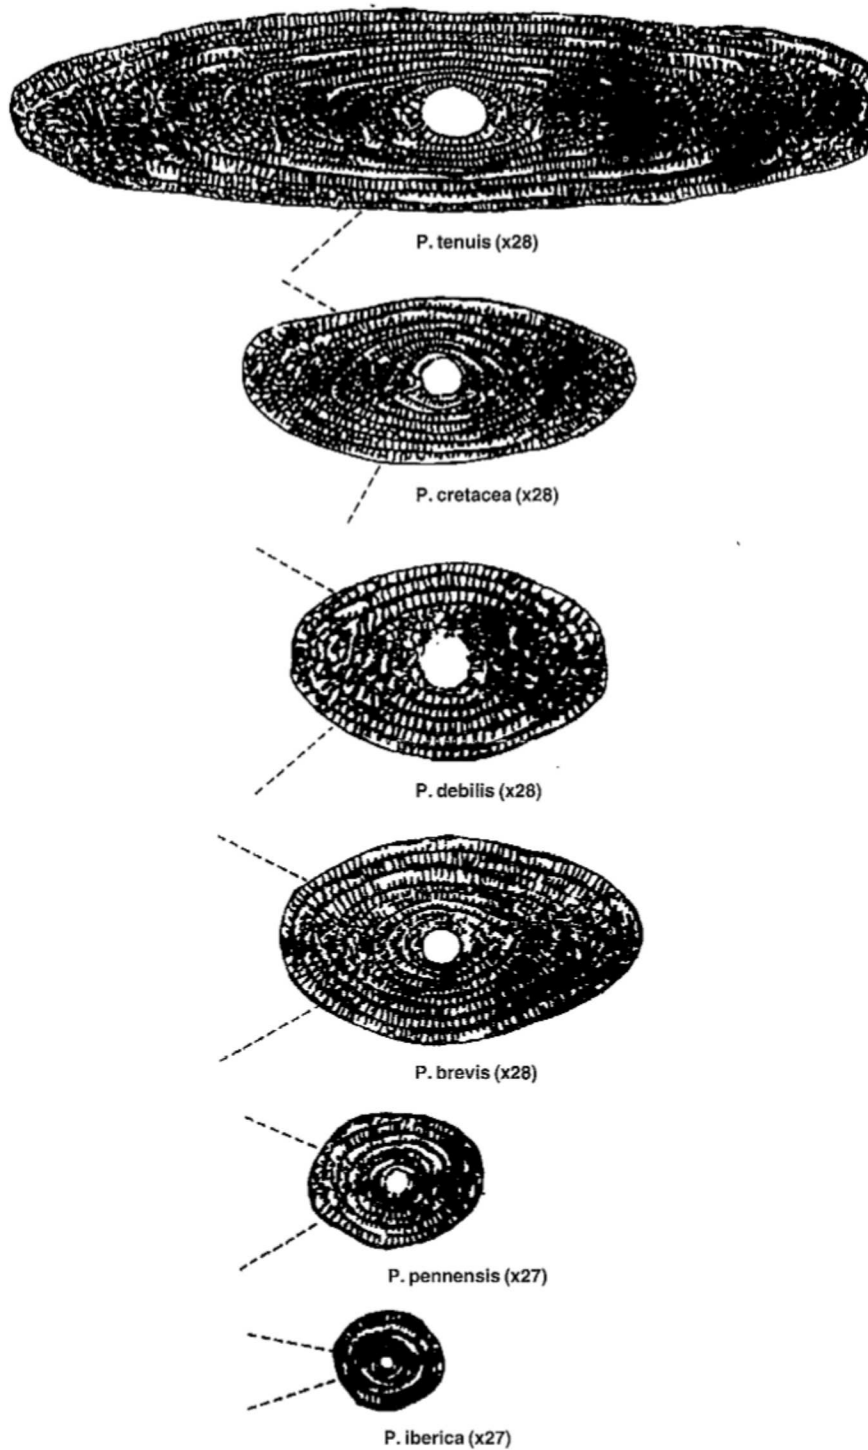 P. tenuis (x28)
P. cretacea (x28)
P. debilis (x28)
P. brevis (x28)
P. pennensis (x27)
P. iberica (x27)